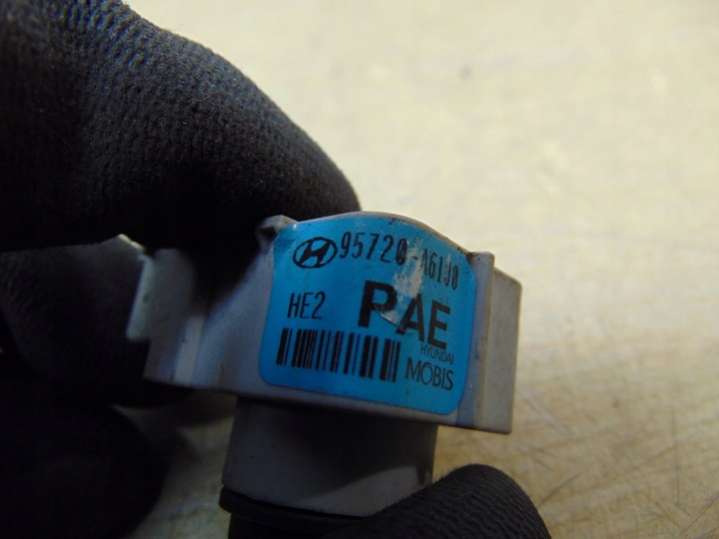 95720-A61J0
HE2 PAE
HYUNDAI
MOBIS